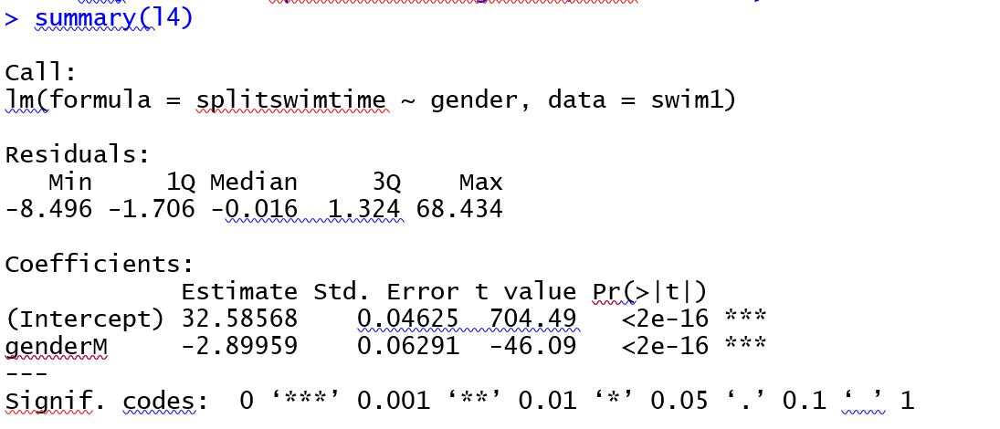 > summary(l4)
Call:
lm(formula = splitswimtime ~ gender, data = swim1)
Residuals:
   Min     1Q Median     3Q    Max
-8.496 -1.706 -0.016  1.324 68.434
Coefficients:
            Estimate Std. Error t value Pr(>|t|)
(Intercept) 32.58568    0.04625  704.49   <2e-16 ***
genderM     -2.89959    0.06291  -46.09   <2e-16 ***
---
Signif. codes:  0 ‘***’ 0.001 ‘**’ 0.01 ‘*’ 0.05 ‘.’ 0.1 ‘ ’ 1